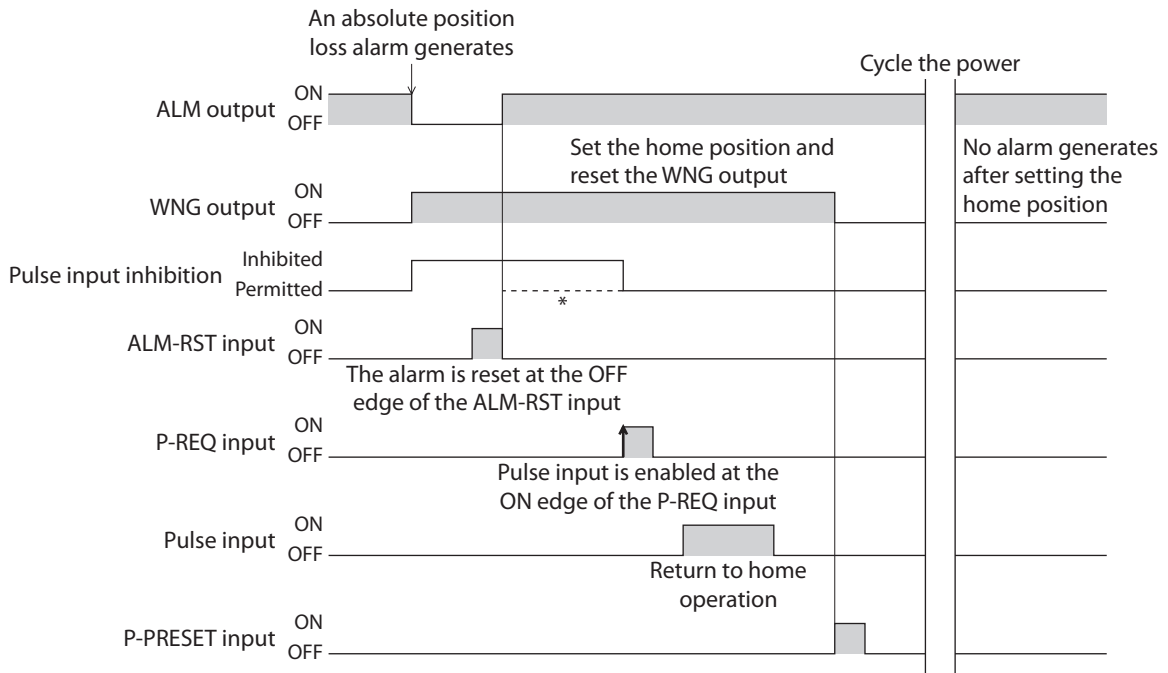 An absolute position
loss alarm generates
Cycle the power
ALM output
ON
OFF
Set the home position and
reset the WNG output
No alarm generates
after setting the
home position
WNG output
ON
OFF
Pulse input inhibition
Inhibited
Permitted
*
ALM-RST input
ON
OFF
The alarm is reset at the OFF
edge of the ALM-RST input
P-REQ input
ON
OFF
Pulse input is enabled at the
ON edge of the P-REQ input
Pulse input
ON
OFF
Return to home
operation
P-PRESET input
ON
OFF